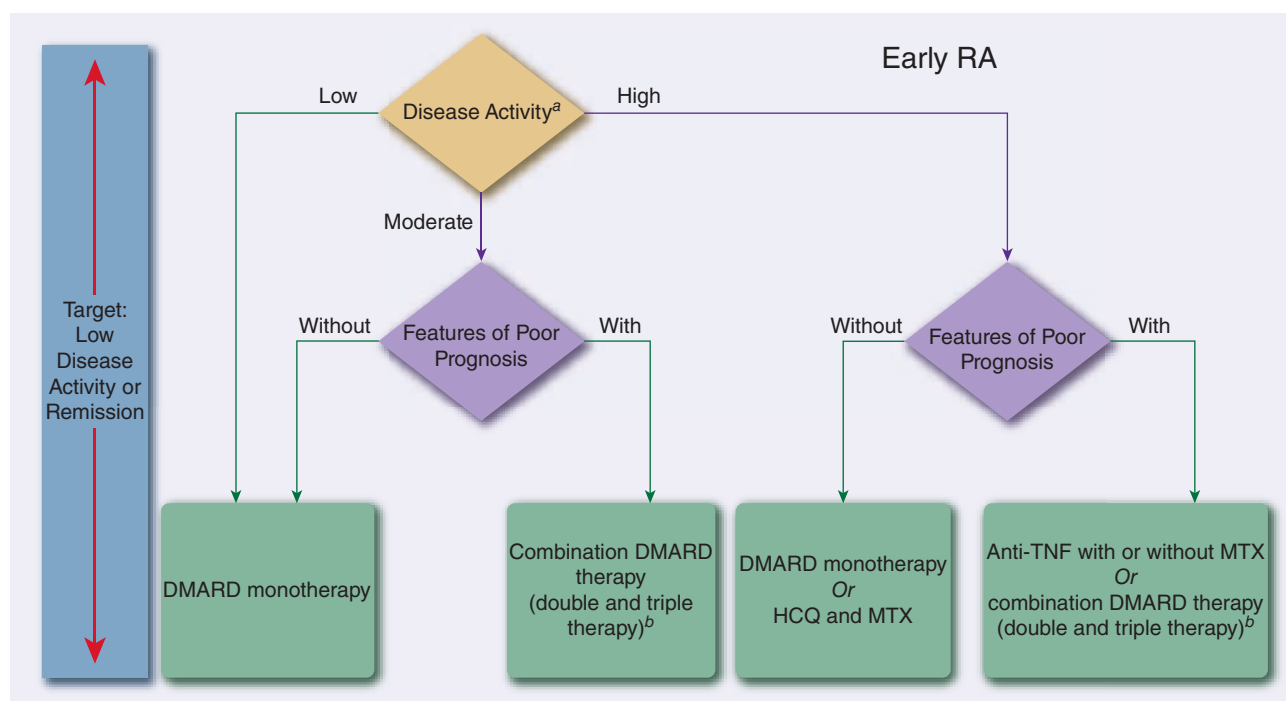 Early RA
Low
Disease Activitya
High
Moderate
Target:
Low
Disease
Activity or
Remission
Without
Features of Poor
Prognosis
With
Without
Features of Poor
Prognosis
With
DMARD monotherapy
Combination DMARD
therapy
(double and triple
therapy)b
DMARD monotherapy
Or
HCQ and MTX
Anti-TNF with or without MTX
Or
combination DMARD therapy
(double and triple therapy)b